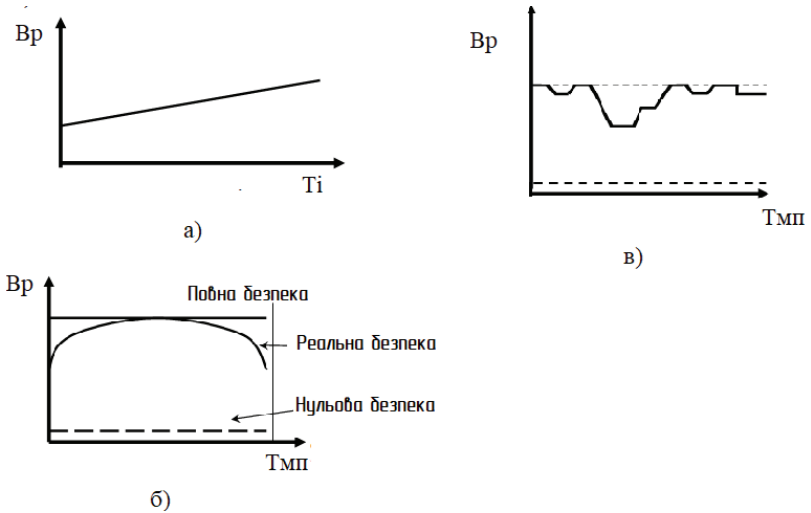 Вр
Ті
а)
Вр
Тмп
в)
Вр
Повна безпека
Реальна безпека
Нульова безпека
Тмп
б)